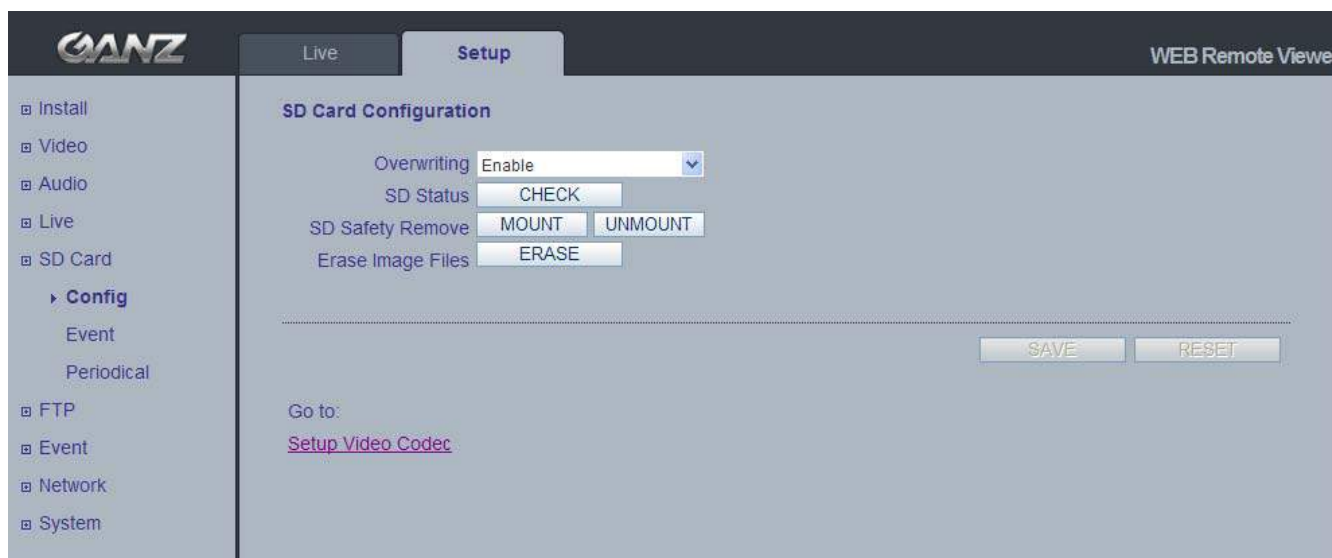 GANZ
Live
Setup
WEB Remote Viewe
Install
Video
Audio
Live
SD Card
Config
Event
Periodical
FTP
Event
Network
System
SD Card Configuration
Overwriting Enable
SD Status CHECK
SD Safety Remove MOUNT UNMOUNT
Erase Image Files ERASE
SAVE RESET
Go to:
Setup Video Codec